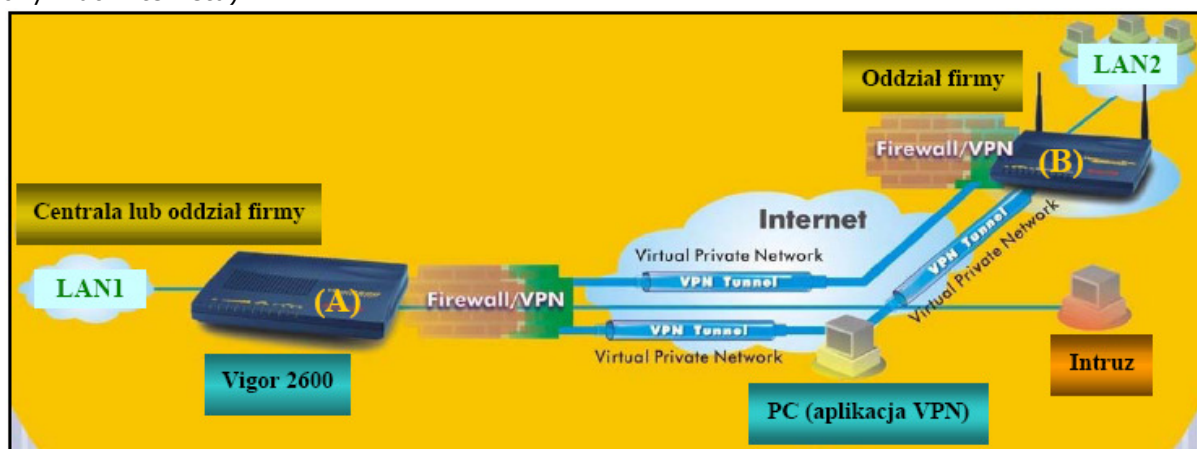 Oddział firmy
LAN2
Firewall/VPN
(B)
Centrala lub oddział firmy
Internet
Virtual Private Network
VPN Tunnel
VPN Tunnel
Virtual Private Network
LAN1
(A)
Firewall/VPN
VPN Tunnel
Virtual Private Network
Vigor 2600
PC (aplikacja VPN)
Intruz